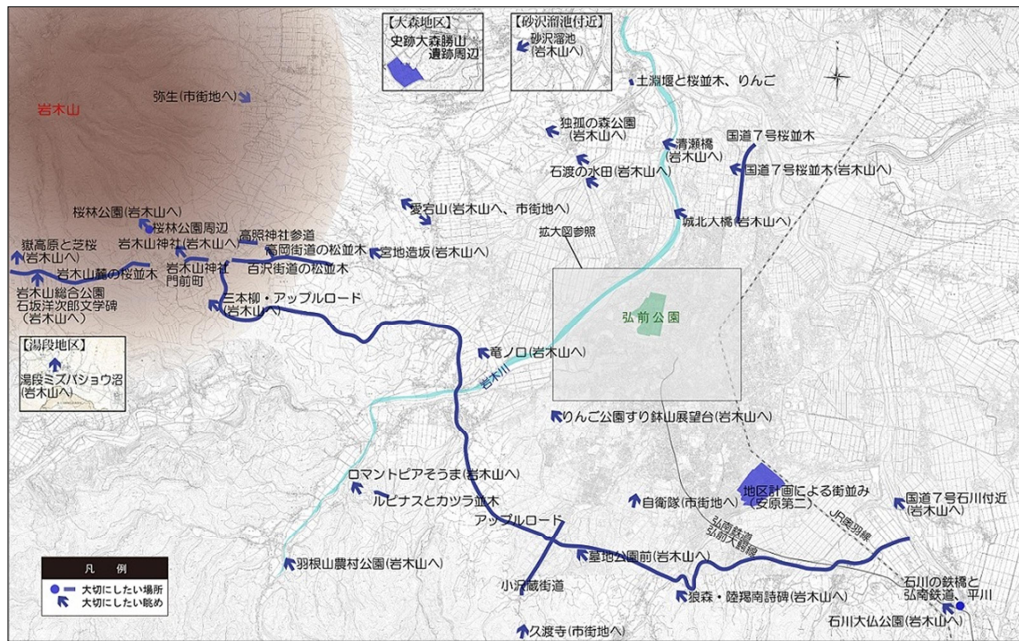 【大森地区】
史跡大森勝山
遺跡周辺
【砂沢溜池付近】
砂沢溜池
(岩木山へ)
土淵堰と桜並木、りんご
岩木山
弥生(市街地へ)
独孤の森公園
(岩木山へ)
清瀬橋
(岩木山へ)
国道7号桜並木
石渡の水田(岩木山へ)
国道7号桜並木(岩木山へ)
愛宕山(岩木山へ、市街地へ)
城北大橋(岩木山へ)
桜林公園(岩木山へ)
桜林公園周辺
拡大図参照
嶽高原と芝桜
(岩木山へ)
岩木山神社(岩木山へ)
高照神社参道
高岡街道の松並木
宮地造坂(岩木山へ)
岩木山麓の桜並木
岩木山神社
門前町
百沢街道の松並木
岩木山総合公園
石坂洋次郎文学碑
(岩木山へ)
三本柳・アップルロード
(岩木山へ)
弘前公園
【湯段地区】
湯段ミズバショウ沼
(岩木山へ)
竜ノ口(岩木山へ)
岩木川
りんご公園すり鉢山展望台(岩木山へ)
ロマントピアそうま(岩木山へ)
ルピナスとカツラ並木
自衛隊(市街地へ)
地区計画による街並み
(安原第二)
国道7号石川付近
(岩木山へ)
アップルロード
弘南鉄道
弘前大鰐線
JR奥羽線
羽根山農村公園(岩木山へ)
墓地公園前(岩木山へ)
小沢蔵街道
狼森・陸羯南詩碑(岩木山へ)
石川の鉄橋と
弘南鉄道、平川
石川大仏公園(岩木山へ)
久渡寺(市街地へ)
凡 例
大切にしたい場所
大切にしたい眺め